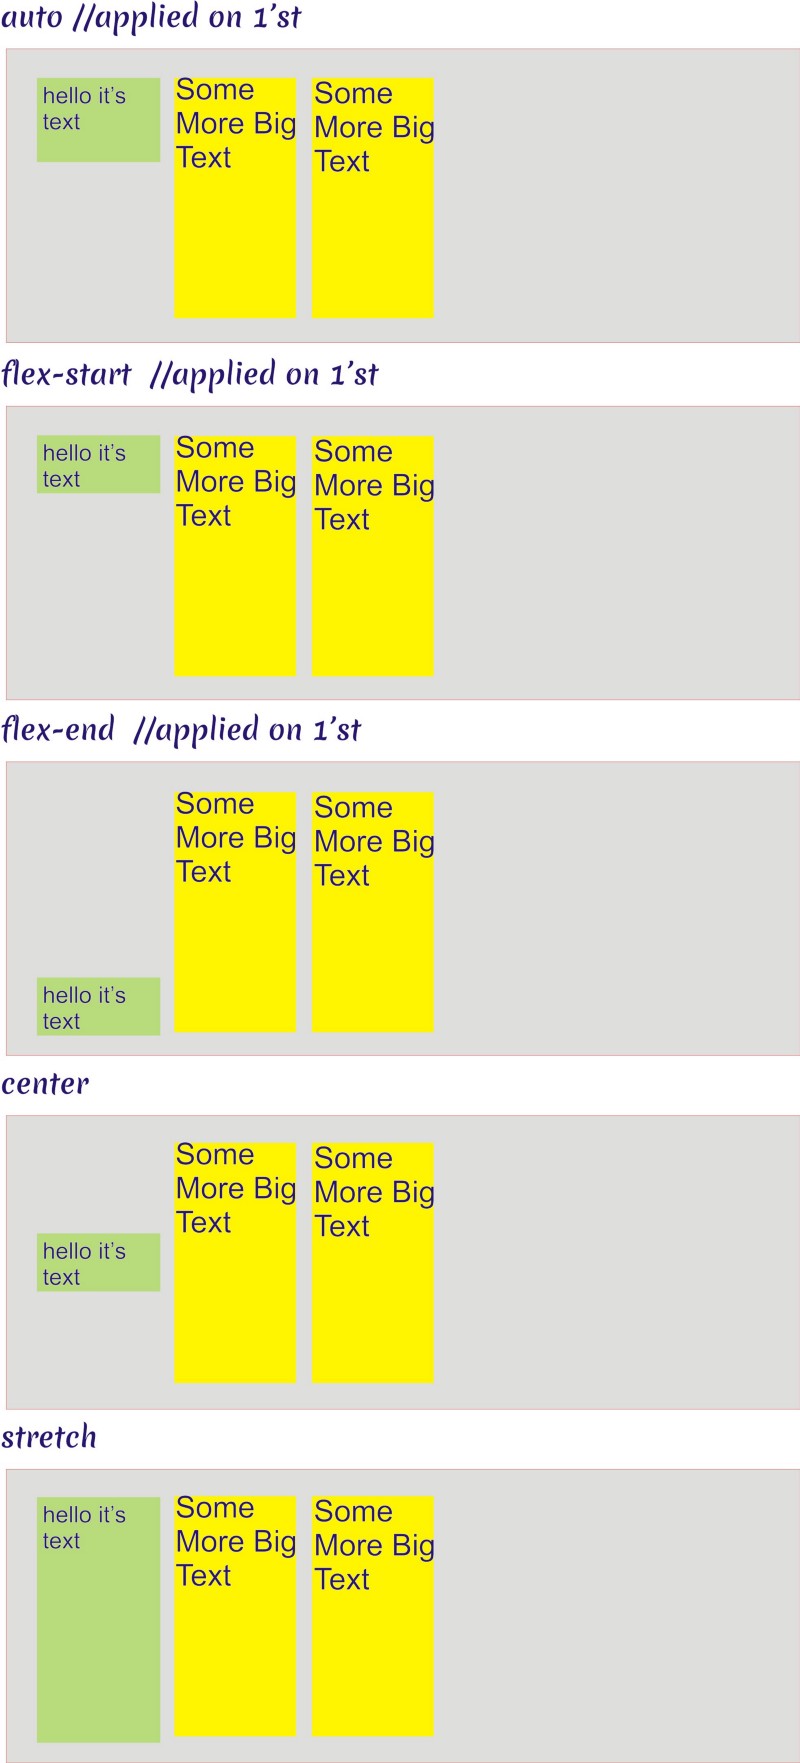 auto //applied on 1’st
hello it’s
text
Some
More Big
Text
Some
More Big
Text
flex-start //applied on 1’st
hello it’s
text
Some
More Big
Text
Some
More Big
Text
flex-end //applied on 1’st
hello it’s
text
Some
More Big
Text
Some
More Big
Text
center
hello it’s
text
Some
More Big
Text
Some
More Big
Text
stretch
hello it’s
text
Some
More Big
Text
Some
More Big
Text